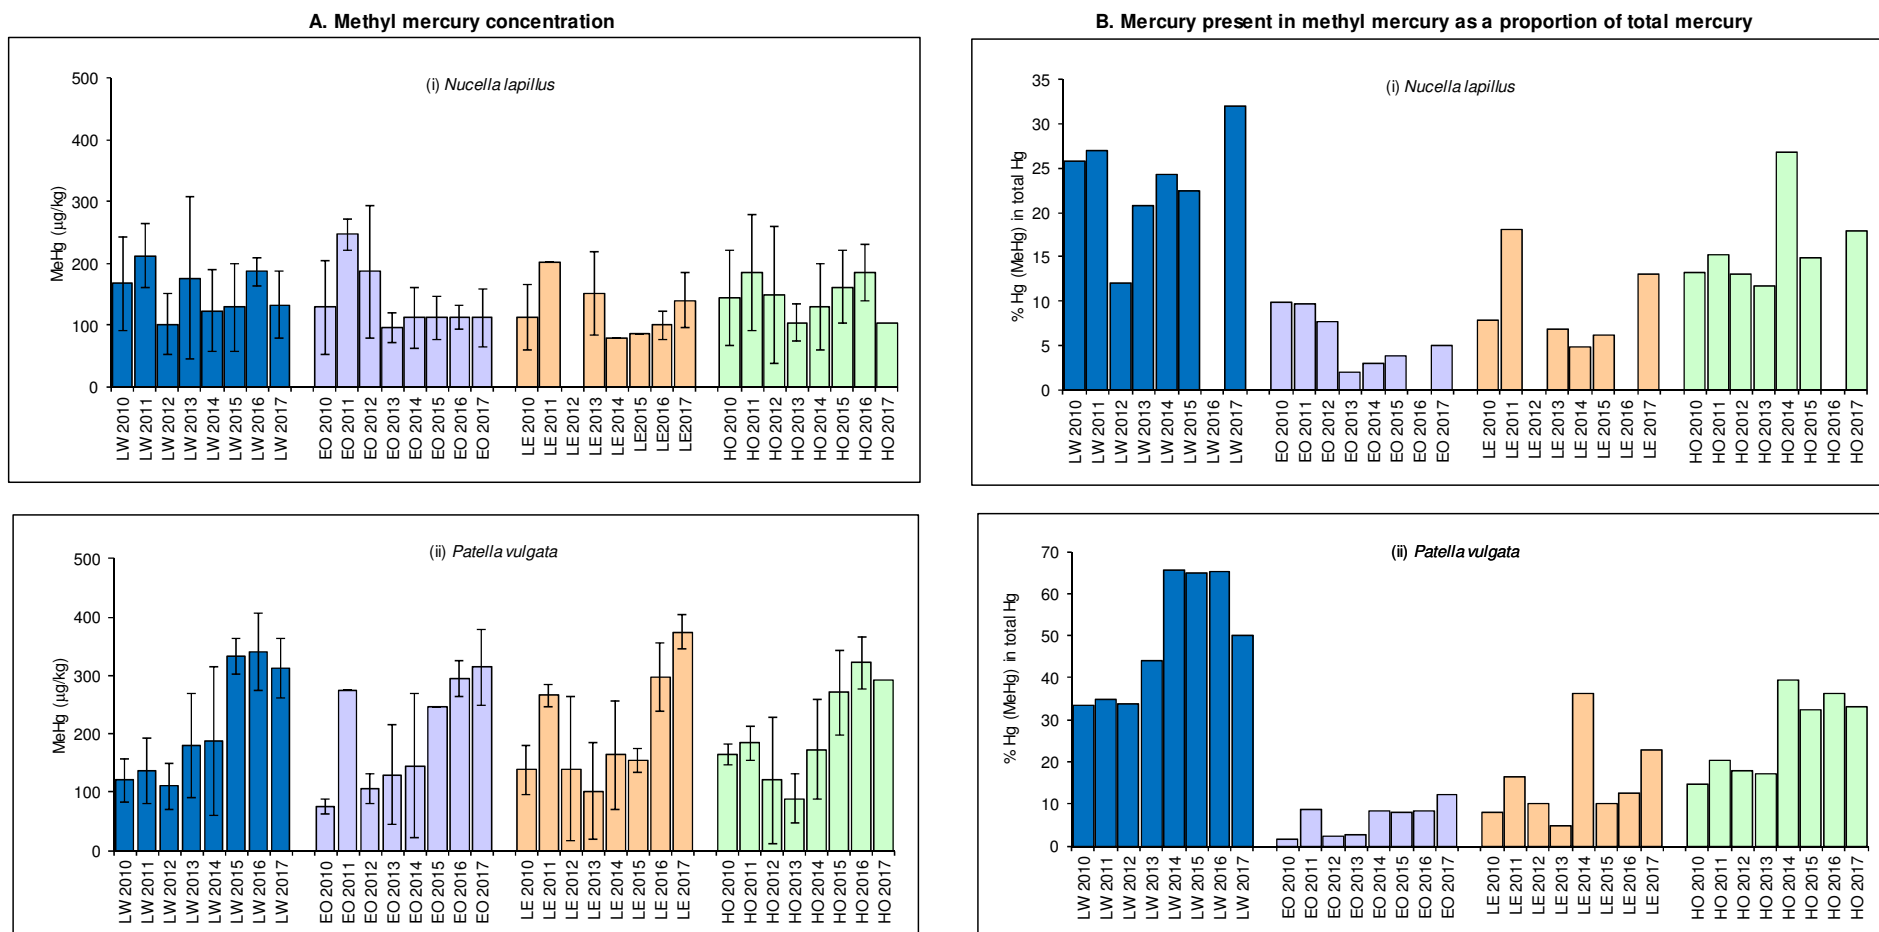 A. Methyl mercury concentration
(i) Nucella lapillus
MeHg (µg/kg)
500
400
300
200
100
0
LW 2010
LW 2011
LW 2012
LW 2013
LW 2014
LW 2015
LW 2016
LW 2017
EO 2010
EO 2011
EO 2012
EO 2013
EO 2014
EO 2015
EO 2016
EO 2017
LE 2010
LE 2011
LE 2012
LE 2013
LE 2014
LE2015
LE 2016
LE2017
HO 2010
HO 2011
HO 2012
HO 2013
HO 2014
HO 2015
HO 2016
HO 2017
B. Mercury present in methyl mercury as a proportion of total mercury
(i) Nucella lapillus
% Hg (MeHg) in total Hg
35
30
25
20
15
10
5
0
LW 2010
LW 2011
LW 2012
LW 2013
LW 2014
LW 2015
LW 2016
LW 2017
EO 2010
EO 2011
EO 2012
EO 2013
EO 2014
EO 2015
EO 2016
EO 2017
LE 2010
LE 2011
LE 2012
LE 2013
LE 2014
LE 2015
LE 2016
LE 2017
HO 2010
HO 2011
HO 2012
HO 2013
HO 2014
HO 2015
HO 2016
HO 2017
(ii) Patella vulgata
MeHg (µg/kg)
500
400
300
200
100
0
LW 2010
LW 2011
LW 2012
LW 2013
LW 2014
LW 2015
LW 2016
LW 2017
EO 2010
EO 2011
EO 2012
EO 2013
EO 2014
EO 2015
EO 2016
EO 2017
LE 2010
LE 2011
LE 2012
LE 2013
LE 2014
LE 2015
LE 2016
LE 2017
HO 2010
HO 2011
HO 2012
HO 2013
HO 2014
HO 2015
HO 2016
HO 2017
(ii) Patella vulgata
% Hg (MeHg) in total Hg
70
60
50
40
30
20
10
0
LW 2010
LW 2011
LW 2012
LW 2013
LW 2014
LW 2015
LW 2016
LW 2017
EO 2010
EO 2011
EO 2012
EO 2013
EO 2014
EO 2015
EO 2016
EO 2017
LE 2010
LE 2011
LE 2012
LE 2013
LE 2014
LE 2015
LE 2016
LE 2017
HO 2010
HO 2011
HO 2012
HO 2013
HO 2014
HO 2015
HO 2016
HO 2017